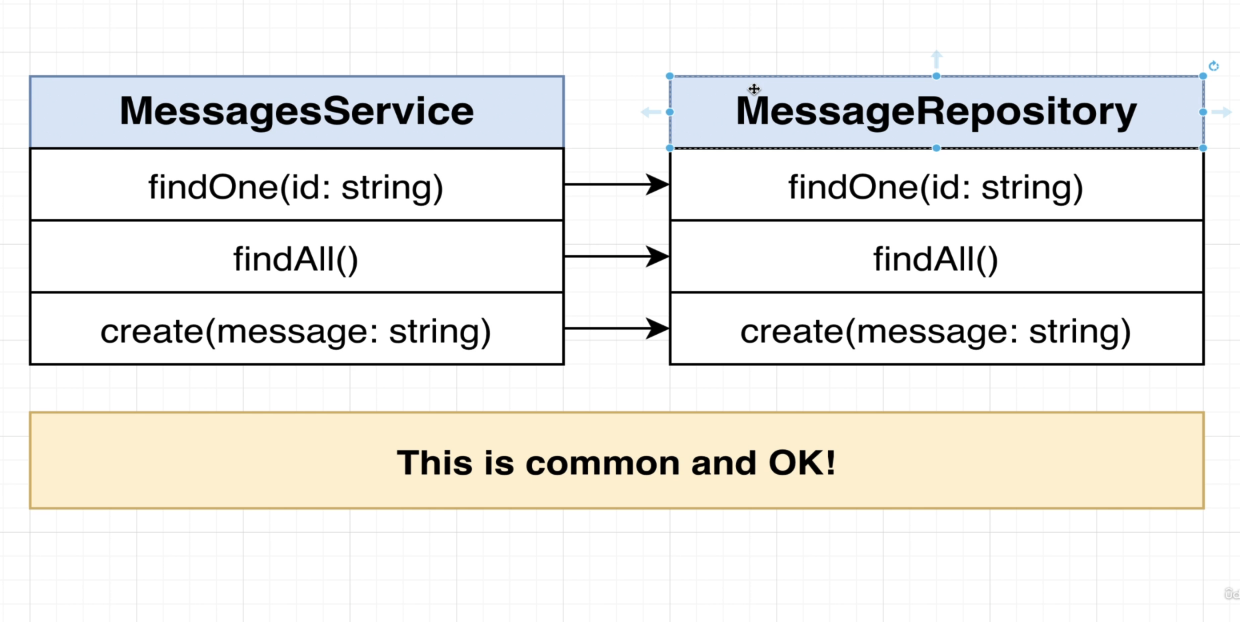 MessagesService
MessageRepository
findOne(id: string)
findOne(id: string)
findAll()
findAll()
create(message: string)
create(message: string)
This is common and OK!